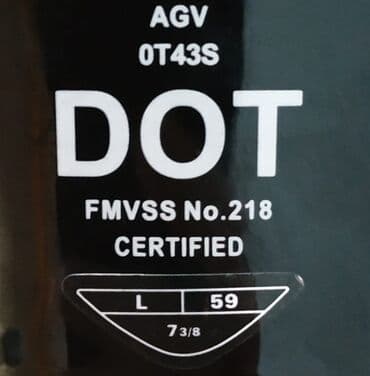 AGV
0T43S
DOT
FMVSS No.218
CERTIFIED
L 59
7 3/8